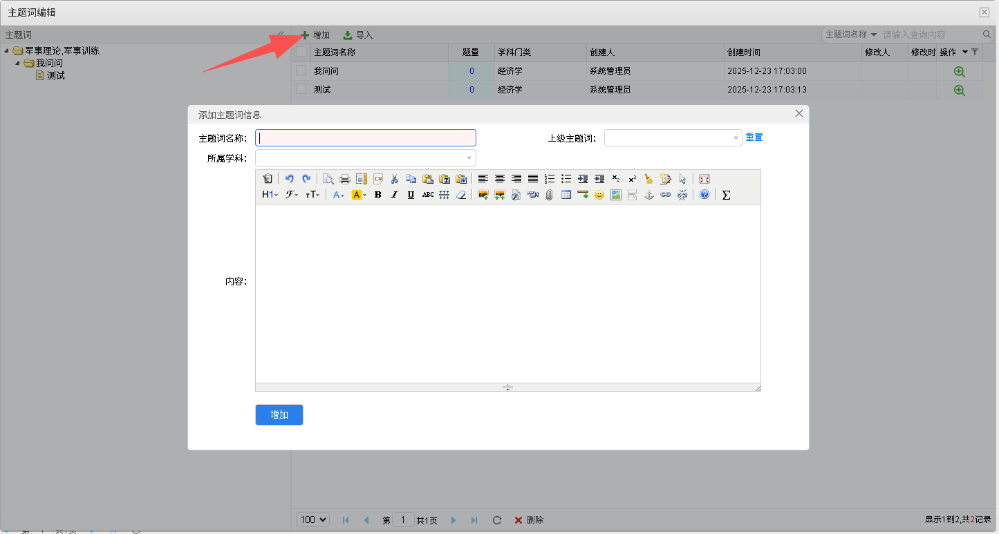 主题词编辑
主题词
增加 导入 主题词名称 请输入查询内容
军事理论,军事训练
我问问
测试
主题词名称 题量 学科门类 创建人 创建时间 修改人 修改时 操作
我问问 0 经济学 系统管理员 2025-12-23 17:03:00
测试 0 经济学 系统管理员 2025-12-23 17:03:13
添加主题词信息
主题词名称: 上级主题词: 重置
所属学科:
H1 F TT A A B I U ABC Σ
内容:
增加
100 第 1 共1页 删除 显示1到2,共2记录